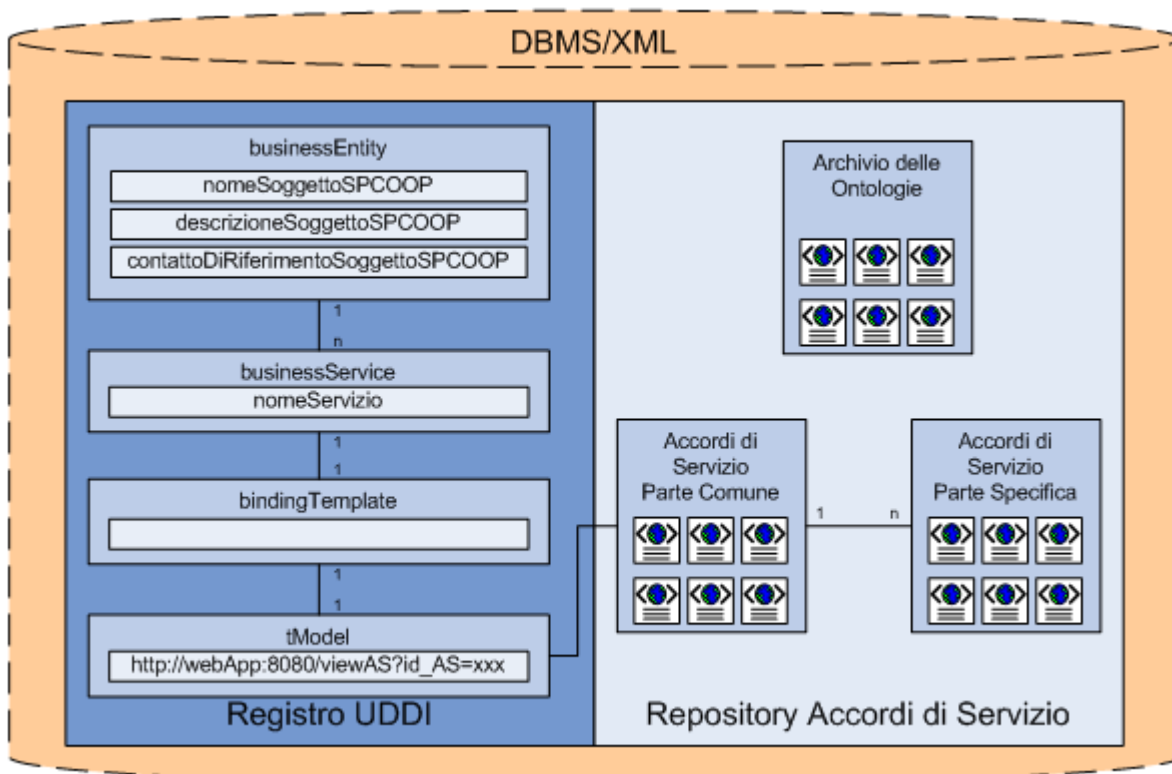 DBMS/XML
businessEntity
nomeSoggettoSPCOOP
descrizioneSoggettoSPCOOP
contattoDiRiferimentoSoggettoSPCOOP
1
n
businessService
nomeServizio
1
1
bindingTemplate
1
1
tModel
http://webApp:8080/viewAS?id_AS=xxx
Registro UDDI
Archivio delle
Ontologie
Accordi di
Servizio
Parte Comune
1
n
Accordi di
Servizio
Parte Specifica
Repository Accordi di Servizio